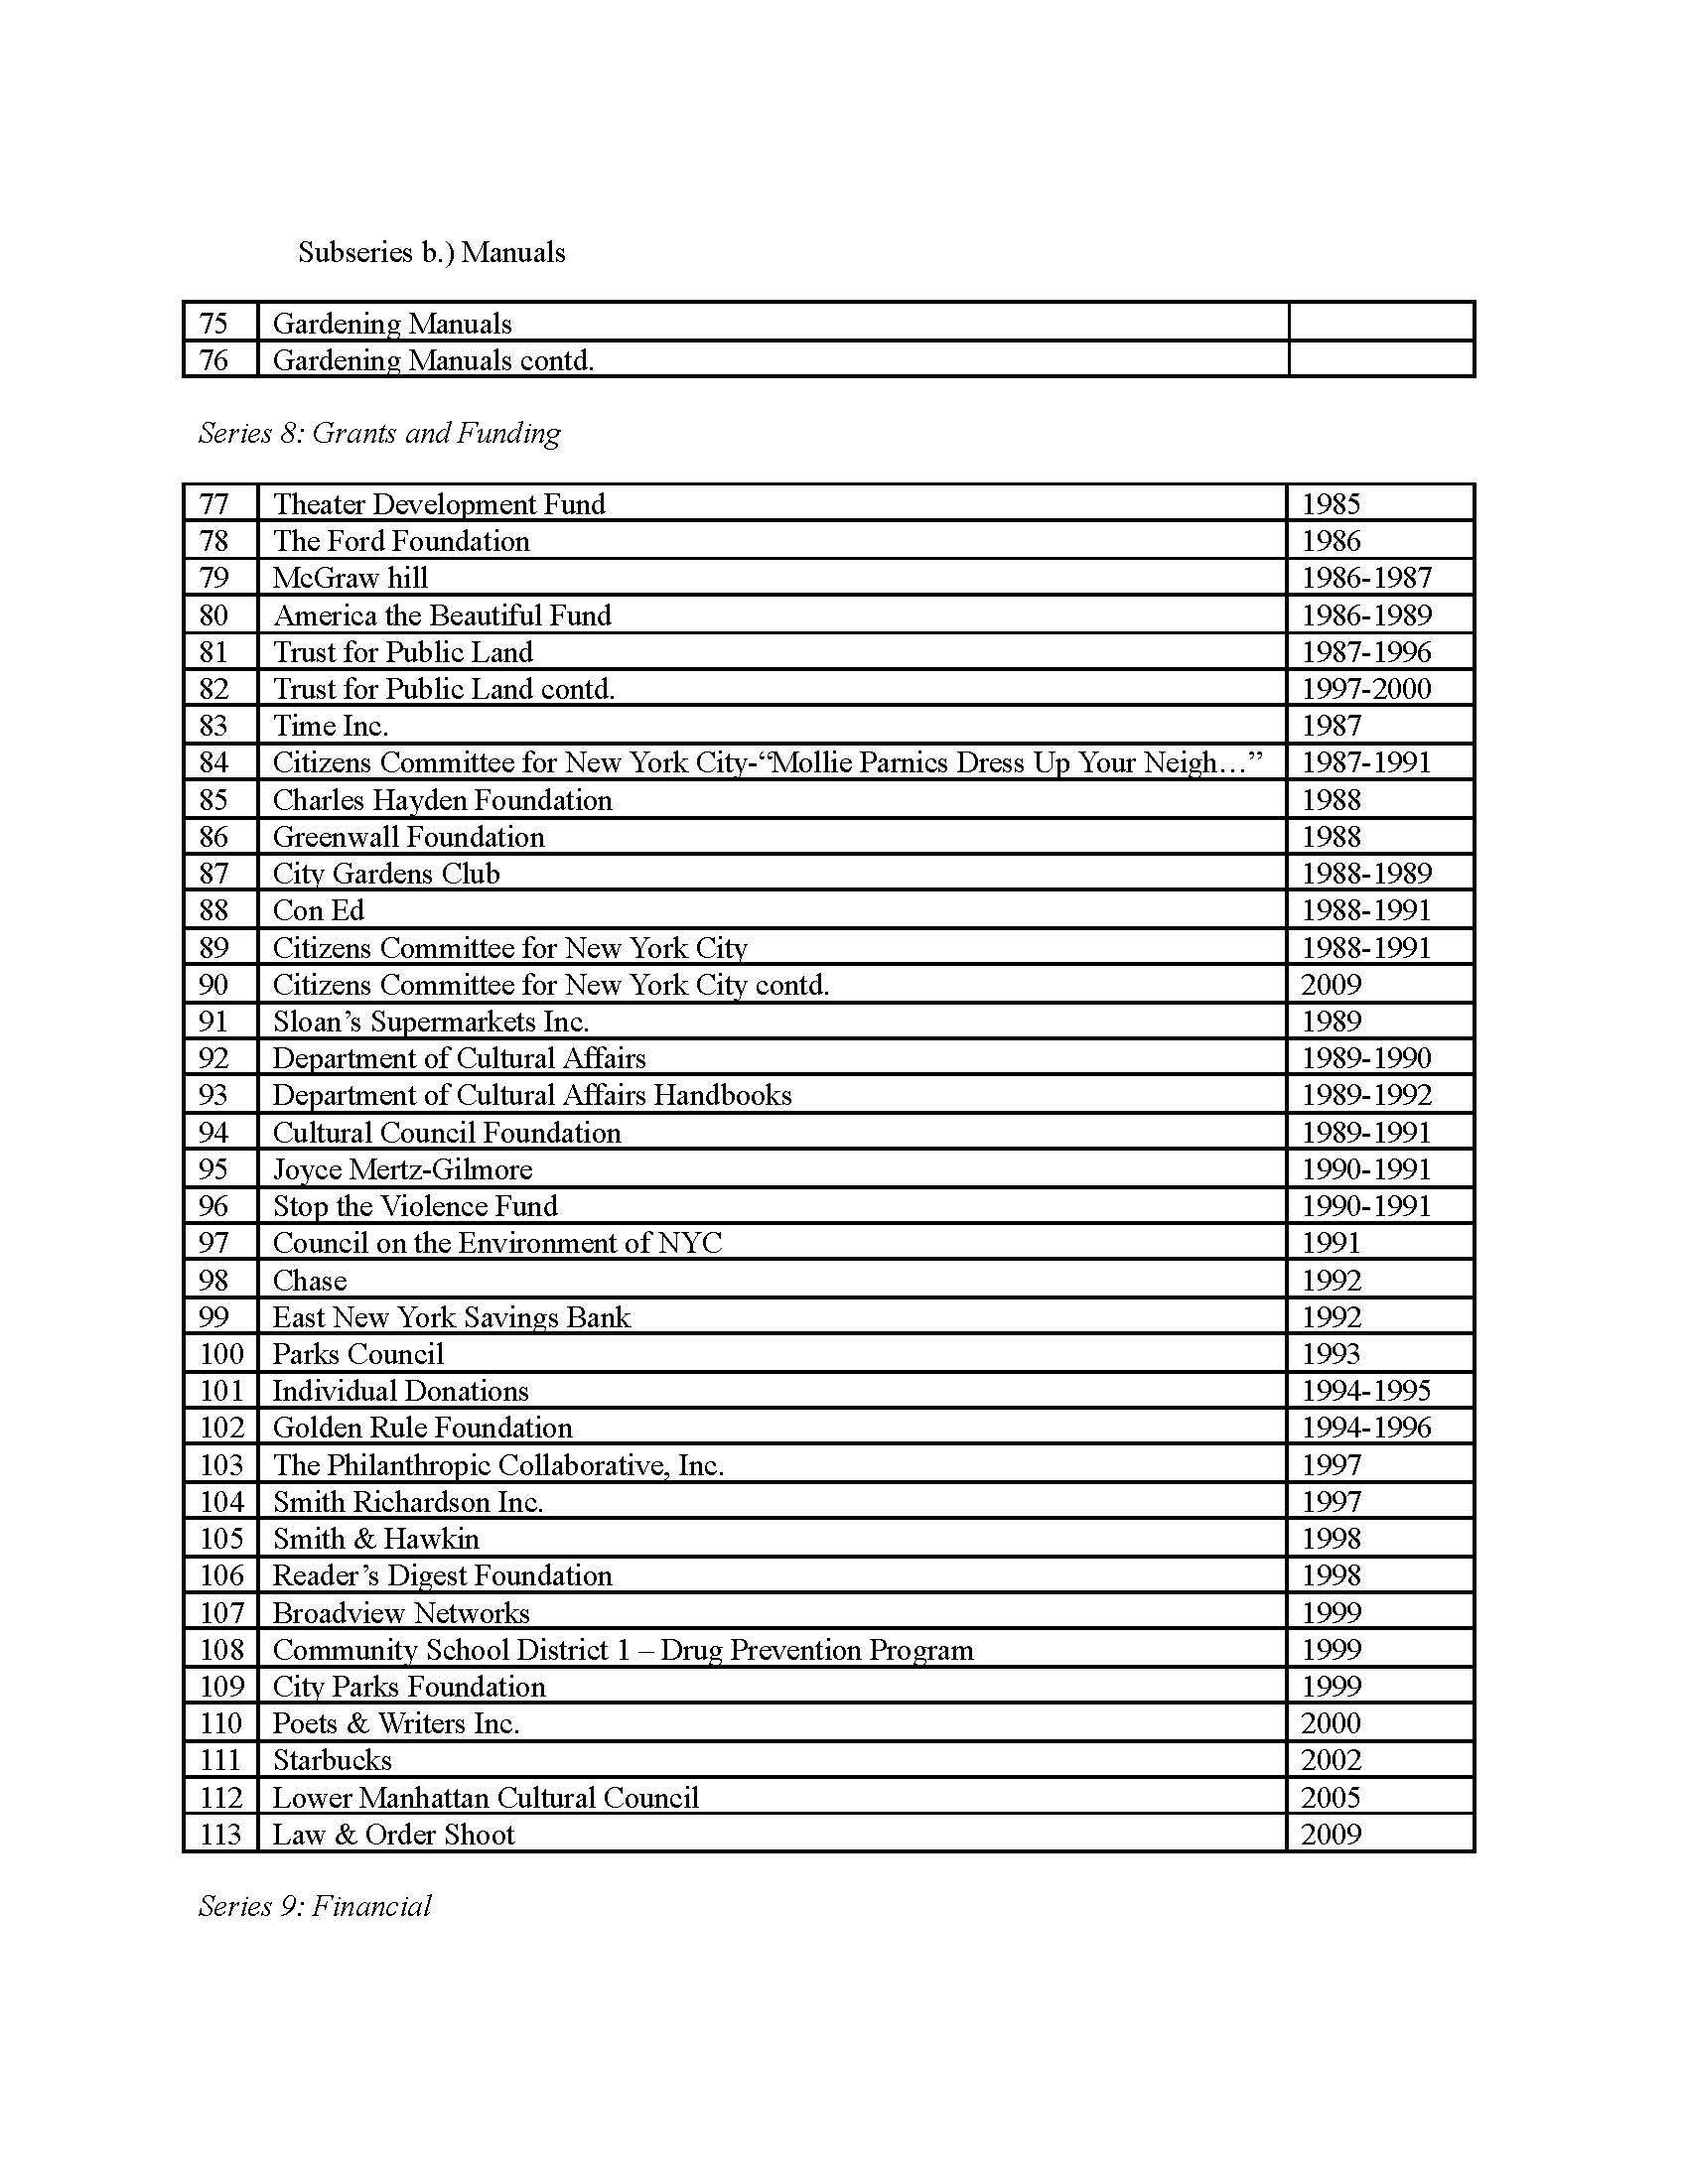 Subseries b.) Manuals
75 Gardening Manuals
76 Gardening Manuals contd.
Series 8: Grants and Funding
77 Theater Development Fund 1985
78 The Ford Foundation 1986
79 McGraw hill 1986-1987
80 America the Beautiful Fund 1986-1989
81 Trust for Public Land 1987-1996
82 Trust for Public Land contd. 1997-2000
83 Time Inc. 1987
84 Citizens Committee for New York City-“Mollie Parnics Dress Up Your Neigh…” 1987-1991
85 Charles Hayden Foundation 1988
86 Greenwall Foundation 1988
87 City Gardens Club 1988-1989
88 Con Ed 1988-1991
89 Citizens Committee for New York City 1988-1991
90 Citizens Committee for New York City contd. 2009
91 Sloan’s Supermarkets Inc. 1989
92 Department of Cultural Affairs 1989-1990
93 Department of Cultural Affairs Handbooks 1989-1992
94 Cultural Council Foundation 1989-1991
95 Joyce Mertz-Gilmore 1990-1991
96 Stop the Violence Fund 1990-1991
97 Council on the Environment of NYC 1991
98 Chase 1992
99 East New York Savings Bank 1992
100 Parks Council 1993
101 Individual Donations 1994-1995
102 Golden Rule Foundation 1994-1996
103 The Philanthropic Collaborative, Inc. 1997
104 Smith Richardson Inc. 1997
105 Smith & Hawkin 1998
106 Reader’s Digest Foundation 1998
107 Broadview Networks 1999
108 Community School District 1 – Drug Prevention Program 1999
109 City Parks Foundation 1999
110 Poets & Writers Inc. 2000
111 Starbucks 2002
112 Lower Manhattan Cultural Council 2005
113 Law & Order Shoot 2009
Series 9: Financial